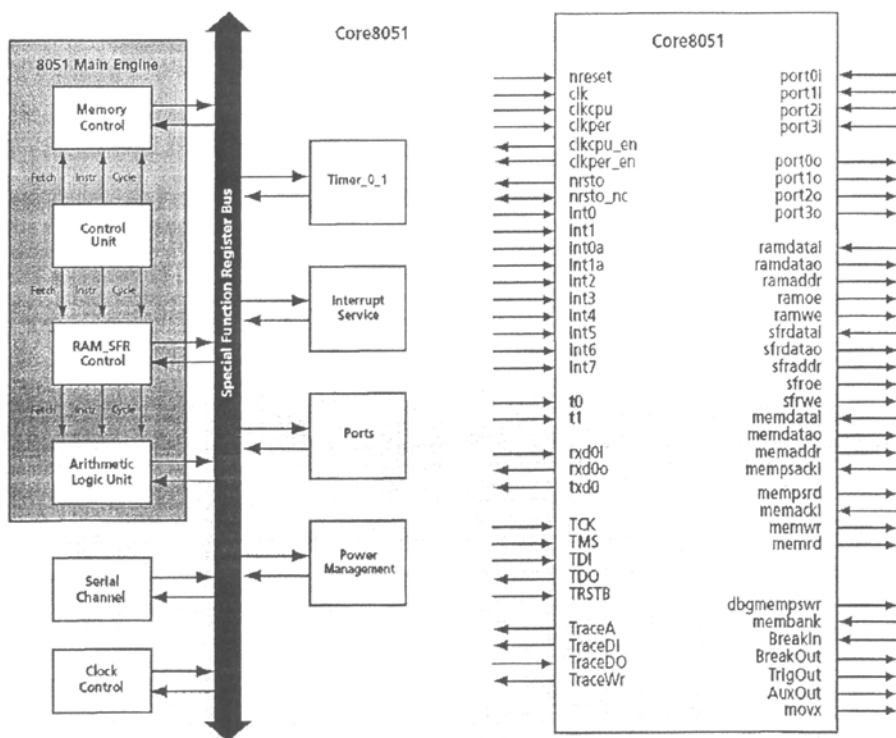 Core8051
8051 Main Engine
Memory
Control
Fetch Instr Cycle
Control
Unit
Fetch Instr Cycle
RAM_SFR
Control
Fetch Instr Cycle
Arithmetic
Logic Unit
Serial
Channel
Clock
Control
Special Function Register Bus
Timer_0_1
Interrupt
Service
Ports
Power
Management
Core8051
nreset
clk
clkcpu
clkper
clkcpu_en
clkper_en
nrsto
nrsto_nc
Int0
Int1
Int0a
Int1a
Int2
Int3
Int4
Int5
Int6
Int7
t0
t1
rxd0i
rxd0o
txd0
TCK
TMS
TDI
TDO
TRSTB
TraceA
TraceDI
TraceDO
TraceWr
port0i
port1i
port2i
port3i
port0o
port1o
port2o
port3o
ramdatai
ramdatao
ramaddr
ramoe
ramwe
sfrdatai
sfrdatao
sfraddr
sfroe
sfrwe
memdatai
memdatao
memaddr
mempsacki
mempsrd
memacki
memwr
memrd
dbgmempswr
membank
BreakIn
BreakOut
TrigOut
AuxOut
movx